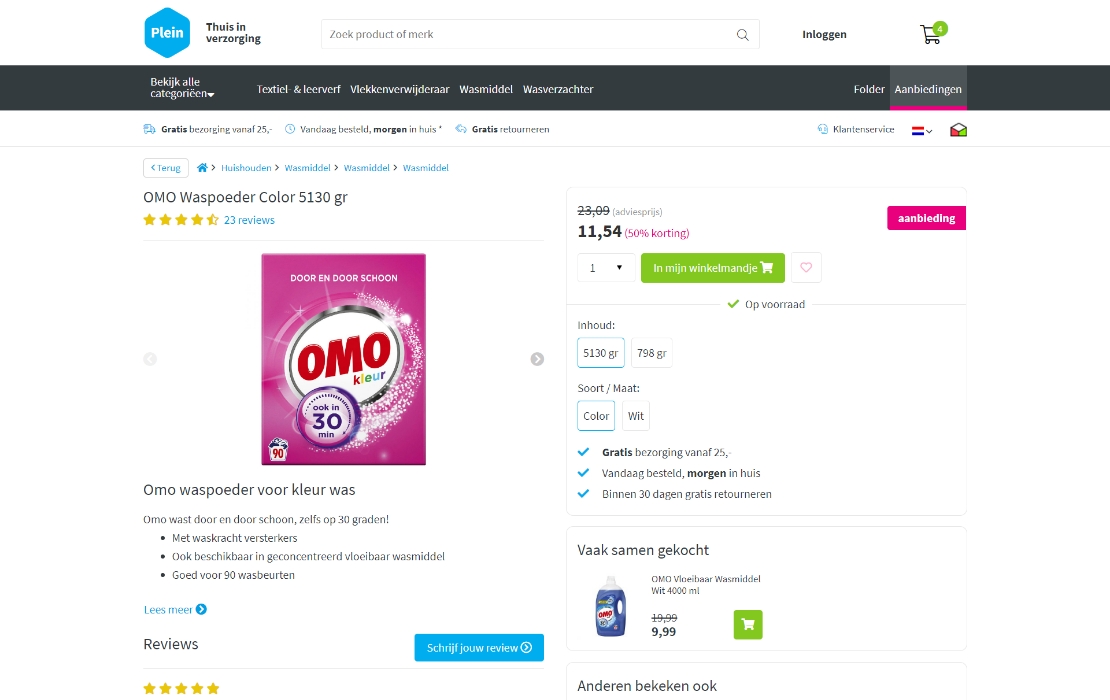 Plein
Thuis in
verzorging
Zoek product of merk
Inloggen
4
Bekijk alle
categorieën
Textiel- & leerverf
Vlekkenverwijderaar
Wasmiddel
Wasverzachter
Folder
Aanbiedingen
Gratis bezorging vanaf 25,-
Vandaag besteld, morgen in huis *
Gratis retourneren
Klantenservice
Terug
Huishouden
Wasmiddel
Wasmiddel
Wasmiddel
OMO Waspoeder Color 5130 gr
23 reviews
DOOR EN DOOR SCHOON
OMO
kleur
ook in
30
min
90
Omo waspoeder voor kleur was
Omo wast door en door schoon, zelfs op 30 graden!
Met waskracht versterkers
Ook beschikbaar in geconcentreerd vloeibaar wasmiddel
Goed voor 90 wasbeurten
Lees meer
Reviews
Schrijf jouw review
23,09 (adviesprijs)
aanbieding
11,54 (50% korting)
1
In mijn winkelmandje
Op voorraad
Inhoud:
5130 gr
798 gr
Soort / Maat:
Color
Wit
Gratis bezorging vanaf 25,-
Vandaag besteld, morgen in huis
Binnen 30 dagen gratis retourneren
Vaak samen gekocht
OMO Vloeibaar Wasmiddel
Wit 4000 ml
OMO
19,99
9,99
Anderen bekeken ook